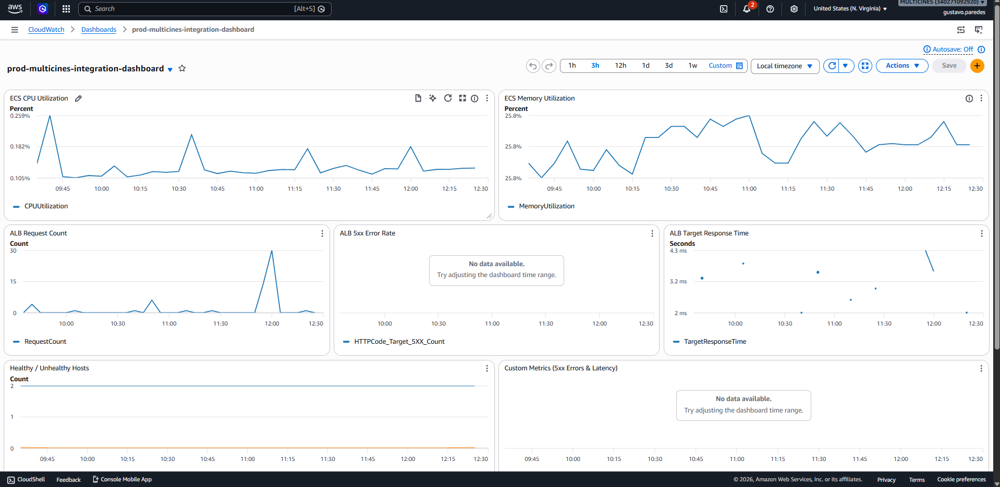 aws
Search
[Alt+S]
2
United States (N. Virginia)
MULTICINES (340271092920)
gustavo.paredes
CloudWatch
Dashboards
prod-multicines-integration-dashboard
Autosave: Off
prod-multicines-integration-dashboard
1h 3h 12h 1d 3d 1w Custom
Local timezone
Actions
Save
ECS CPU Utilization
Percent
0.259%
0.182%
0.105%
09:45 10:00 10:15 10:30 10:45 11:00 11:15 11:30 11:45 12:00 12:15 12:30
CPUUtilization
ECS Memory Utilization
Percent
25.8%
25.8%
25.8%
09:45 10:00 10:15 10:30 10:45 11:00 11:15 11:30 11:45 12:00 12:15 12:30
MemoryUtilization
ALB Request Count
Count
30
15
0
10:00 10:30 11:00 11:30 12:00 12:30
RequestCount
ALB 5xx Error Rate
No data available.
Try adjusting the dashboard time range.
10:00 10:30 11:00 11:30 12:00 12:30
HTTPCode_Target_5XX_Count
ALB Target Response Time
Seconds
4.3 ms
3.2 ms
2 ms
10:00 10:30 11:00 11:30 12:00 12:30
TargetResponseTime
Healthy / Unhealthy Hosts
Count
2
1
0
09:45 10:00 10:15 10:30 10:45 11:00 11:15 11:30 11:45 12:00 12:15 12:30
Custom Metrics (5xx Errors & Latency)
No data available.
Try adjusting the dashboard time range.
09:45 10:00 10:15 10:30 10:45 11:00 11:15 11:30 11:45 12:00 12:15 12:30
CloudShell
Feedback
Console Mobile App
© 2026, Amazon Web Services, Inc. or its affiliates.
Privacy
Terms
Cookie preferences